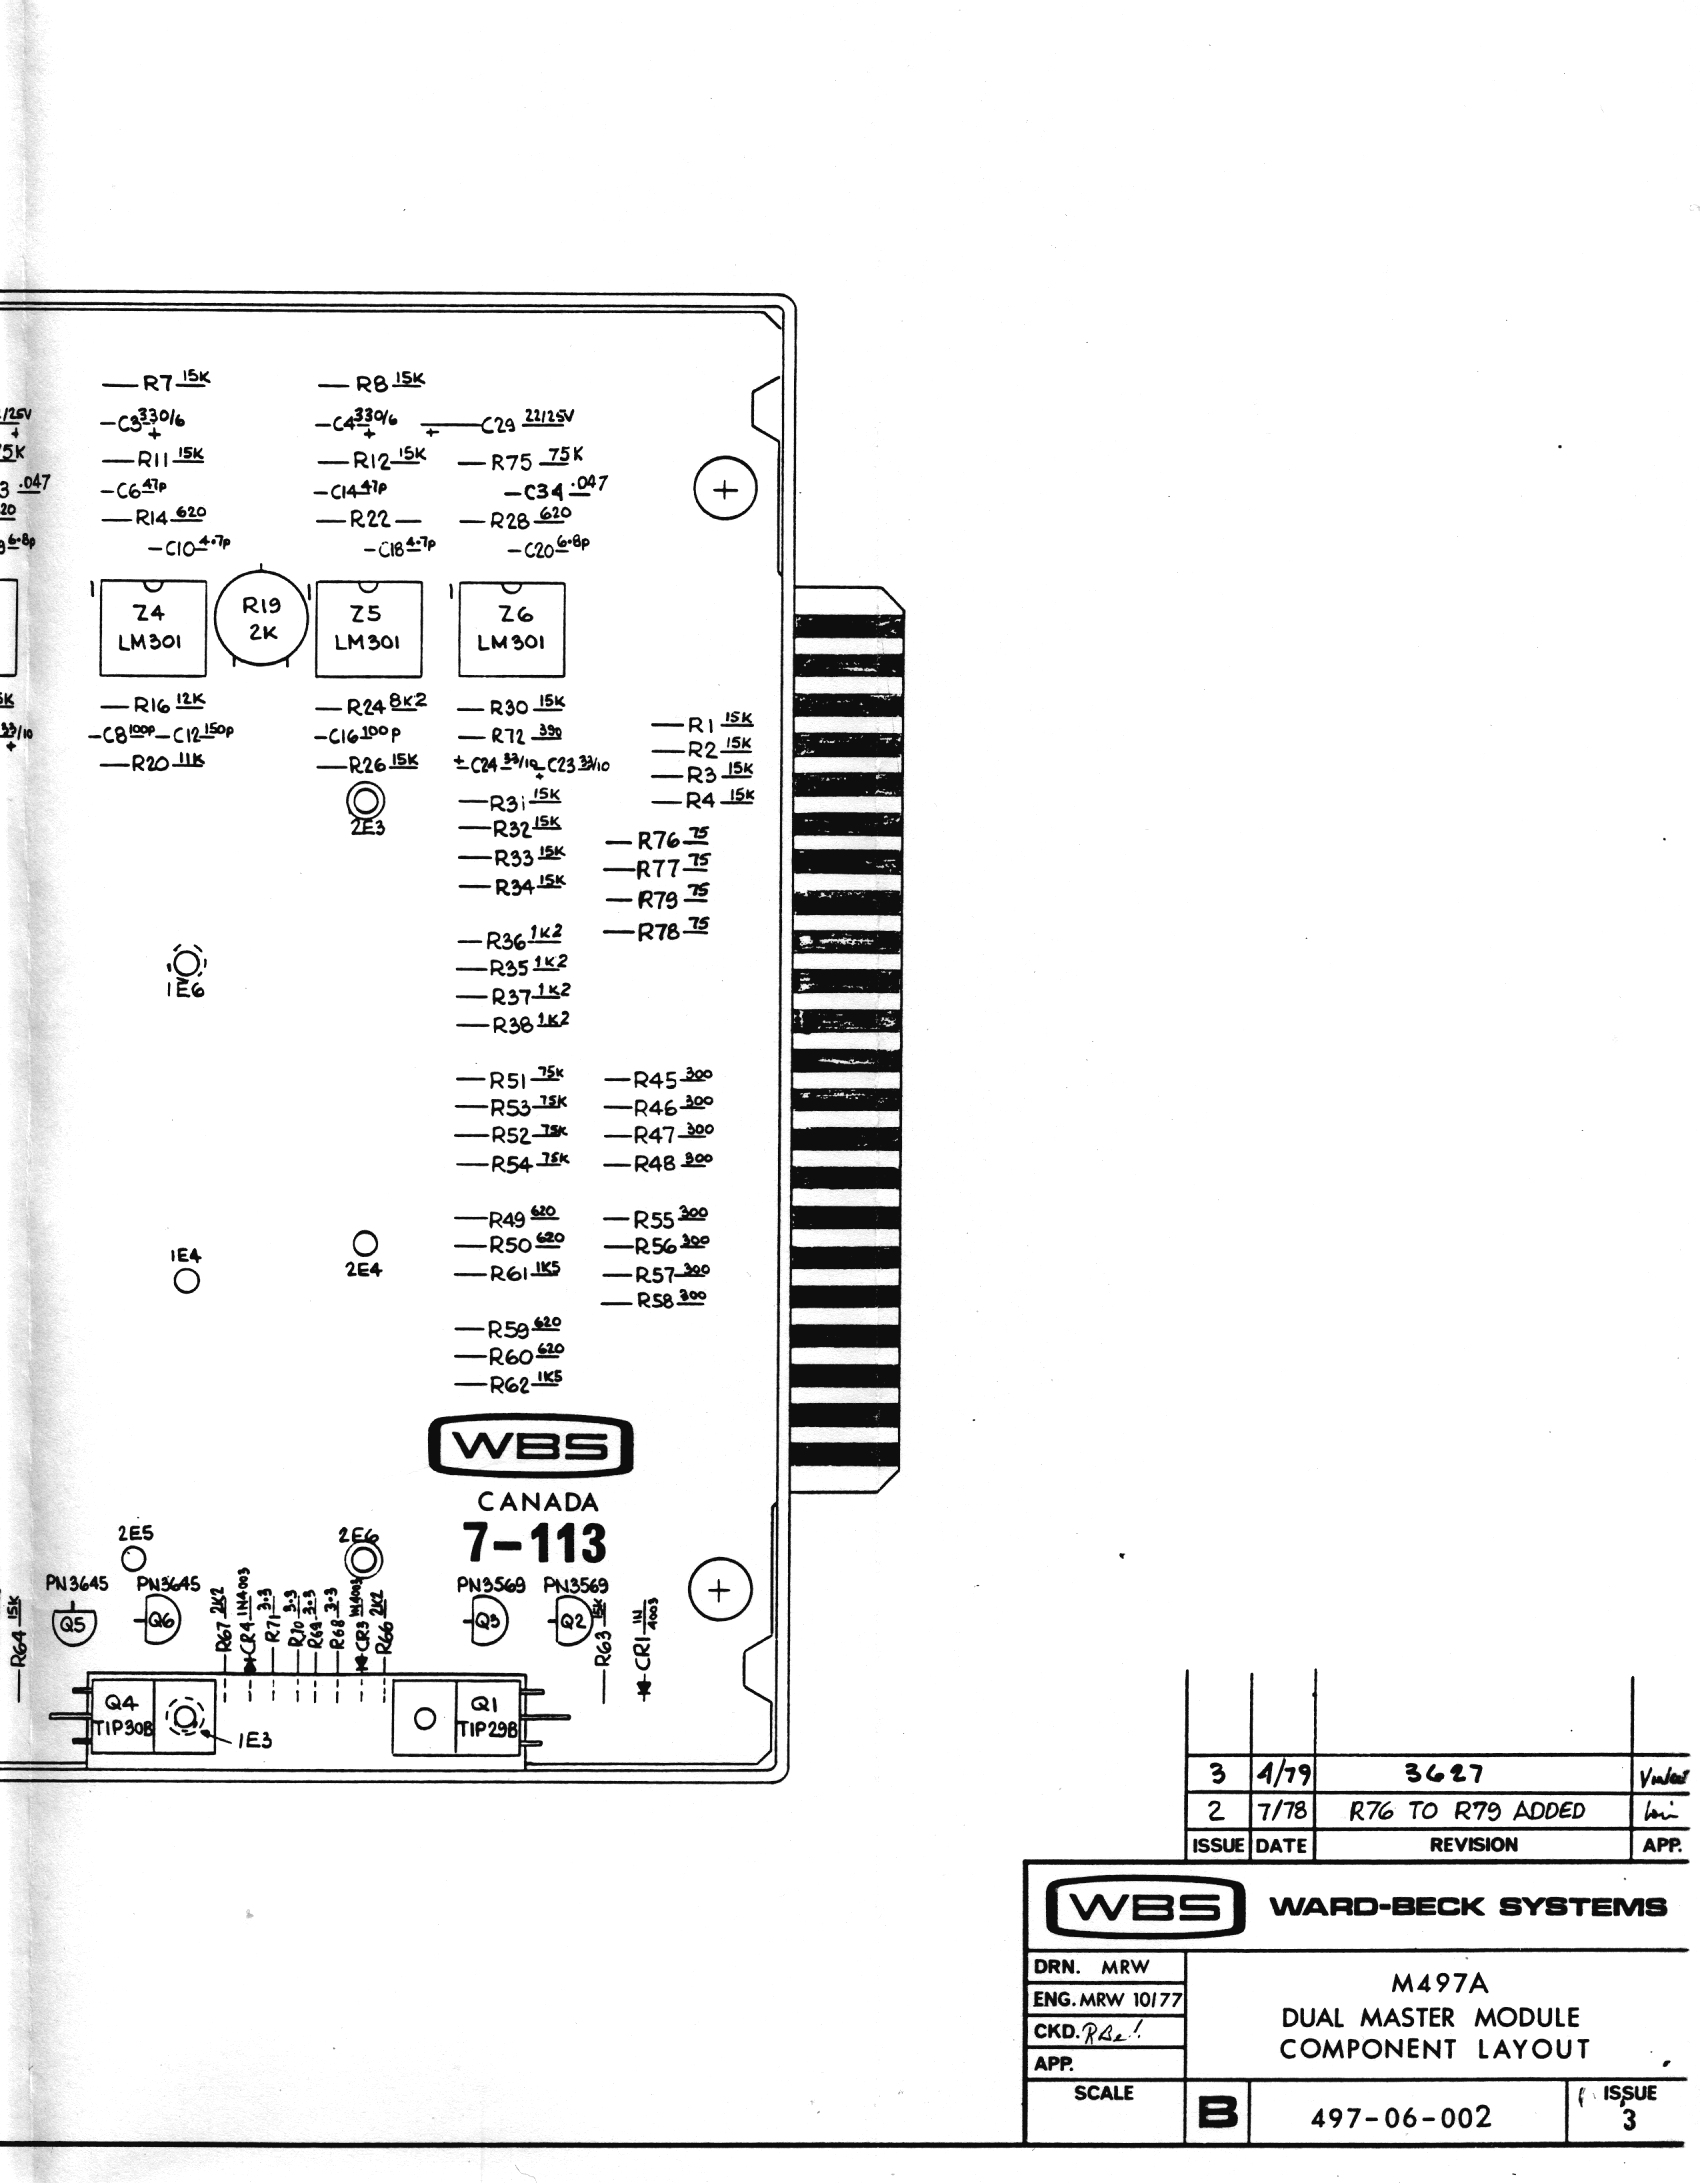 R7 15K R8 15K
/25V C3 330/6 + C4 330/6 + + C29 22/25V
+
5K R11 15K R12 15K R75 75K
3 .047 C6 47p C14 47p C34 .047
20 R14 620 R22 R28 620
6.8p C10 4.7p C18 4.7p C20 6.8p
Z4 LM301
R19 2K
Z5 LM301
Z6 LM301
5K R16 12K R24 8K2 R30 15K
33/10 + C8 100p C12 150p C16 100p R72 390
R20 11K R26 15K + C24 33/10 + C23 33/10
R1 15K
R2 15K
R3 15K
R4 15K
2E3
R31 15K
R32 15K
R33 15K
R34 15K
R76 75
R77 75
R79 75
R78 75
1E6
R36 1K2
R35 1K2
R37 1K2
R38 1K2
R51 75K R45 300
R53 75K R46 300
R52 75K R47 300
R54 75K R48 300
R49 620 R55 300
R50 620 R56 300
R61 1K5 R57 300
R58 300
1E4
2E4
R59 620
R60 620
R62 1K5
WBS
CANADA
7-113
2E5
2E6
PN3645 PN3645 PN3569 PN3569
Q5 Q6 Q3 Q2
R64 15K
R67 2K2
CR4 1N4003
R71 3.3
R70 3.3
R69 3.3
R68 3.3
CR3 1N4003
R66 2K2
R63 15K
CR1 1N4003
Q4
TIP30B
1E3
Q1
TIP29B
3 4/79 3627
2 7/78 R76 TO R79 ADDED
ISSUE DATE REVISION APP.
WBS WARD-BECK SYSTEMS
DRN. MRW
ENG. MRW 10/77
CKD.
APP.
SCALE
M497A
DUAL MASTER MODULE
COMPONENT LAYOUT
B 497-06-002
ISSUE
3